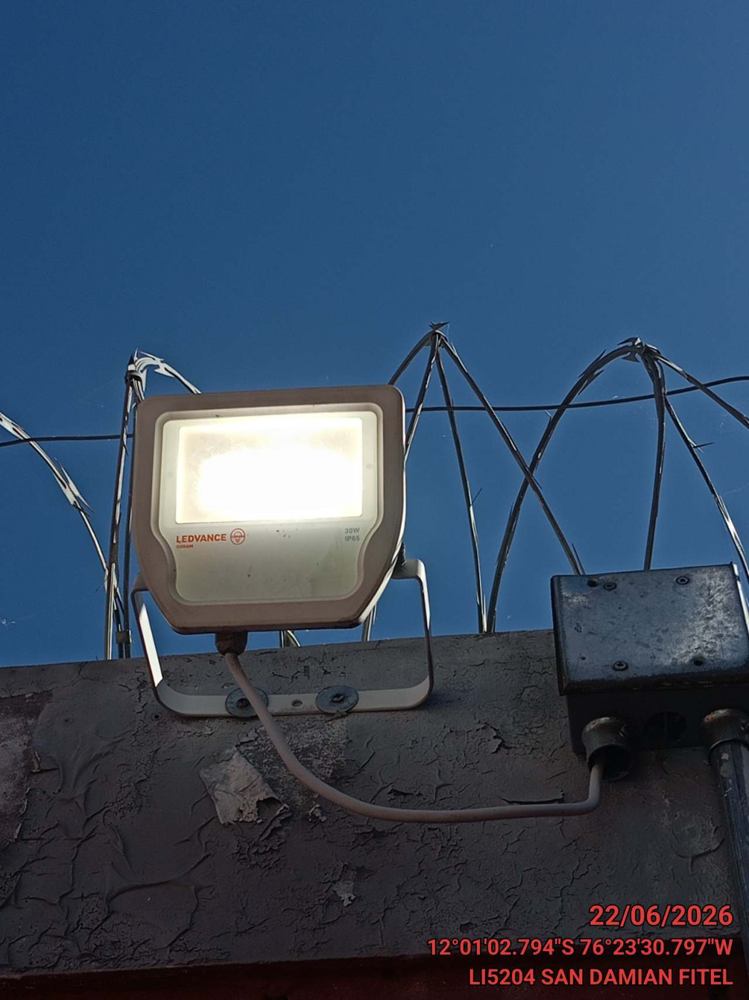 LEDVANCE
OSRAM
30W
IP65
22/06/2026
12°01'02.794"S 76°23'30.797"W
LI5204 SAN DAMIAN FITEL